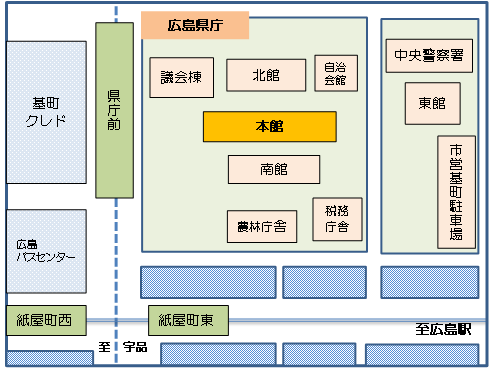 広島県庁
議会棟
北館
自治
会館
中央警察署
基町
クレド
県庁前
東館
本館
市営基町駐車場
南館
農林庁舎
税務
庁舎
広島
バスセンター
紙屋町西
紙屋町東
至広島駅
至 宇品